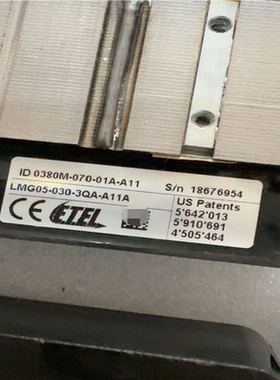 ID 0380M-070-01A-A11 S/n 18676954
LMG05-030-3QA-A11A US Patents
CE ETEL 5'642'013
5'910'691
4'505'464